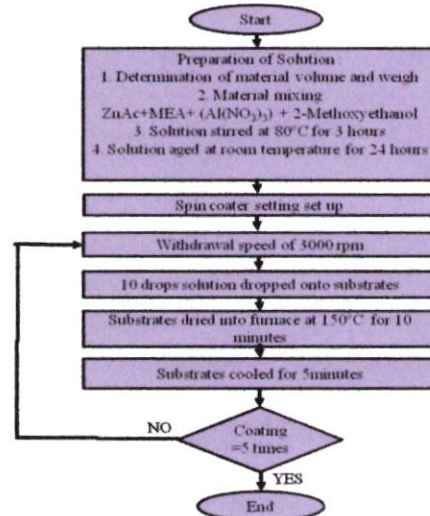 Start
Preparation of Solution :
1. Determination of material volume and weigh
2. Material mixing
ZnAc+MEA+ (Al(NO3)3) + 2-Methoxyethanol
3. Solution stirred at 80°C for 3 hours
4. Solution aged at room temperature for 24 hours
Spin coater setting set up
Withdrawal speed of 3000 rpm
10 drops solution dropped onto substrates
Substrates dried into furnace at 150°C for 10
minutes
Substrates cooled for 5minutes
NO
Coating
=5 times
YES
End